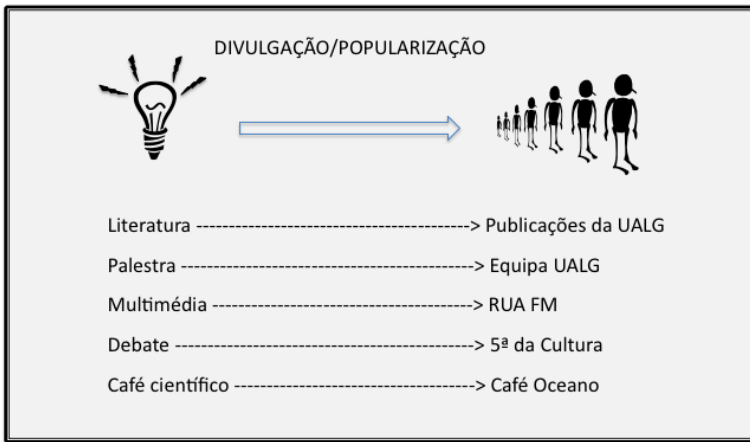 DIVULGAÇÃO/POPULARIZAÇÃO
Literatura ------------------------------------------> Publicações da UALG
Palestra ---------------------------------------------> Equipa UALG
Multimédia ----------------------------------------> RUA FM
Debate ----------------------------------------------> 5ª da Cultura
Café científico -------------------------------------> Café Oceano